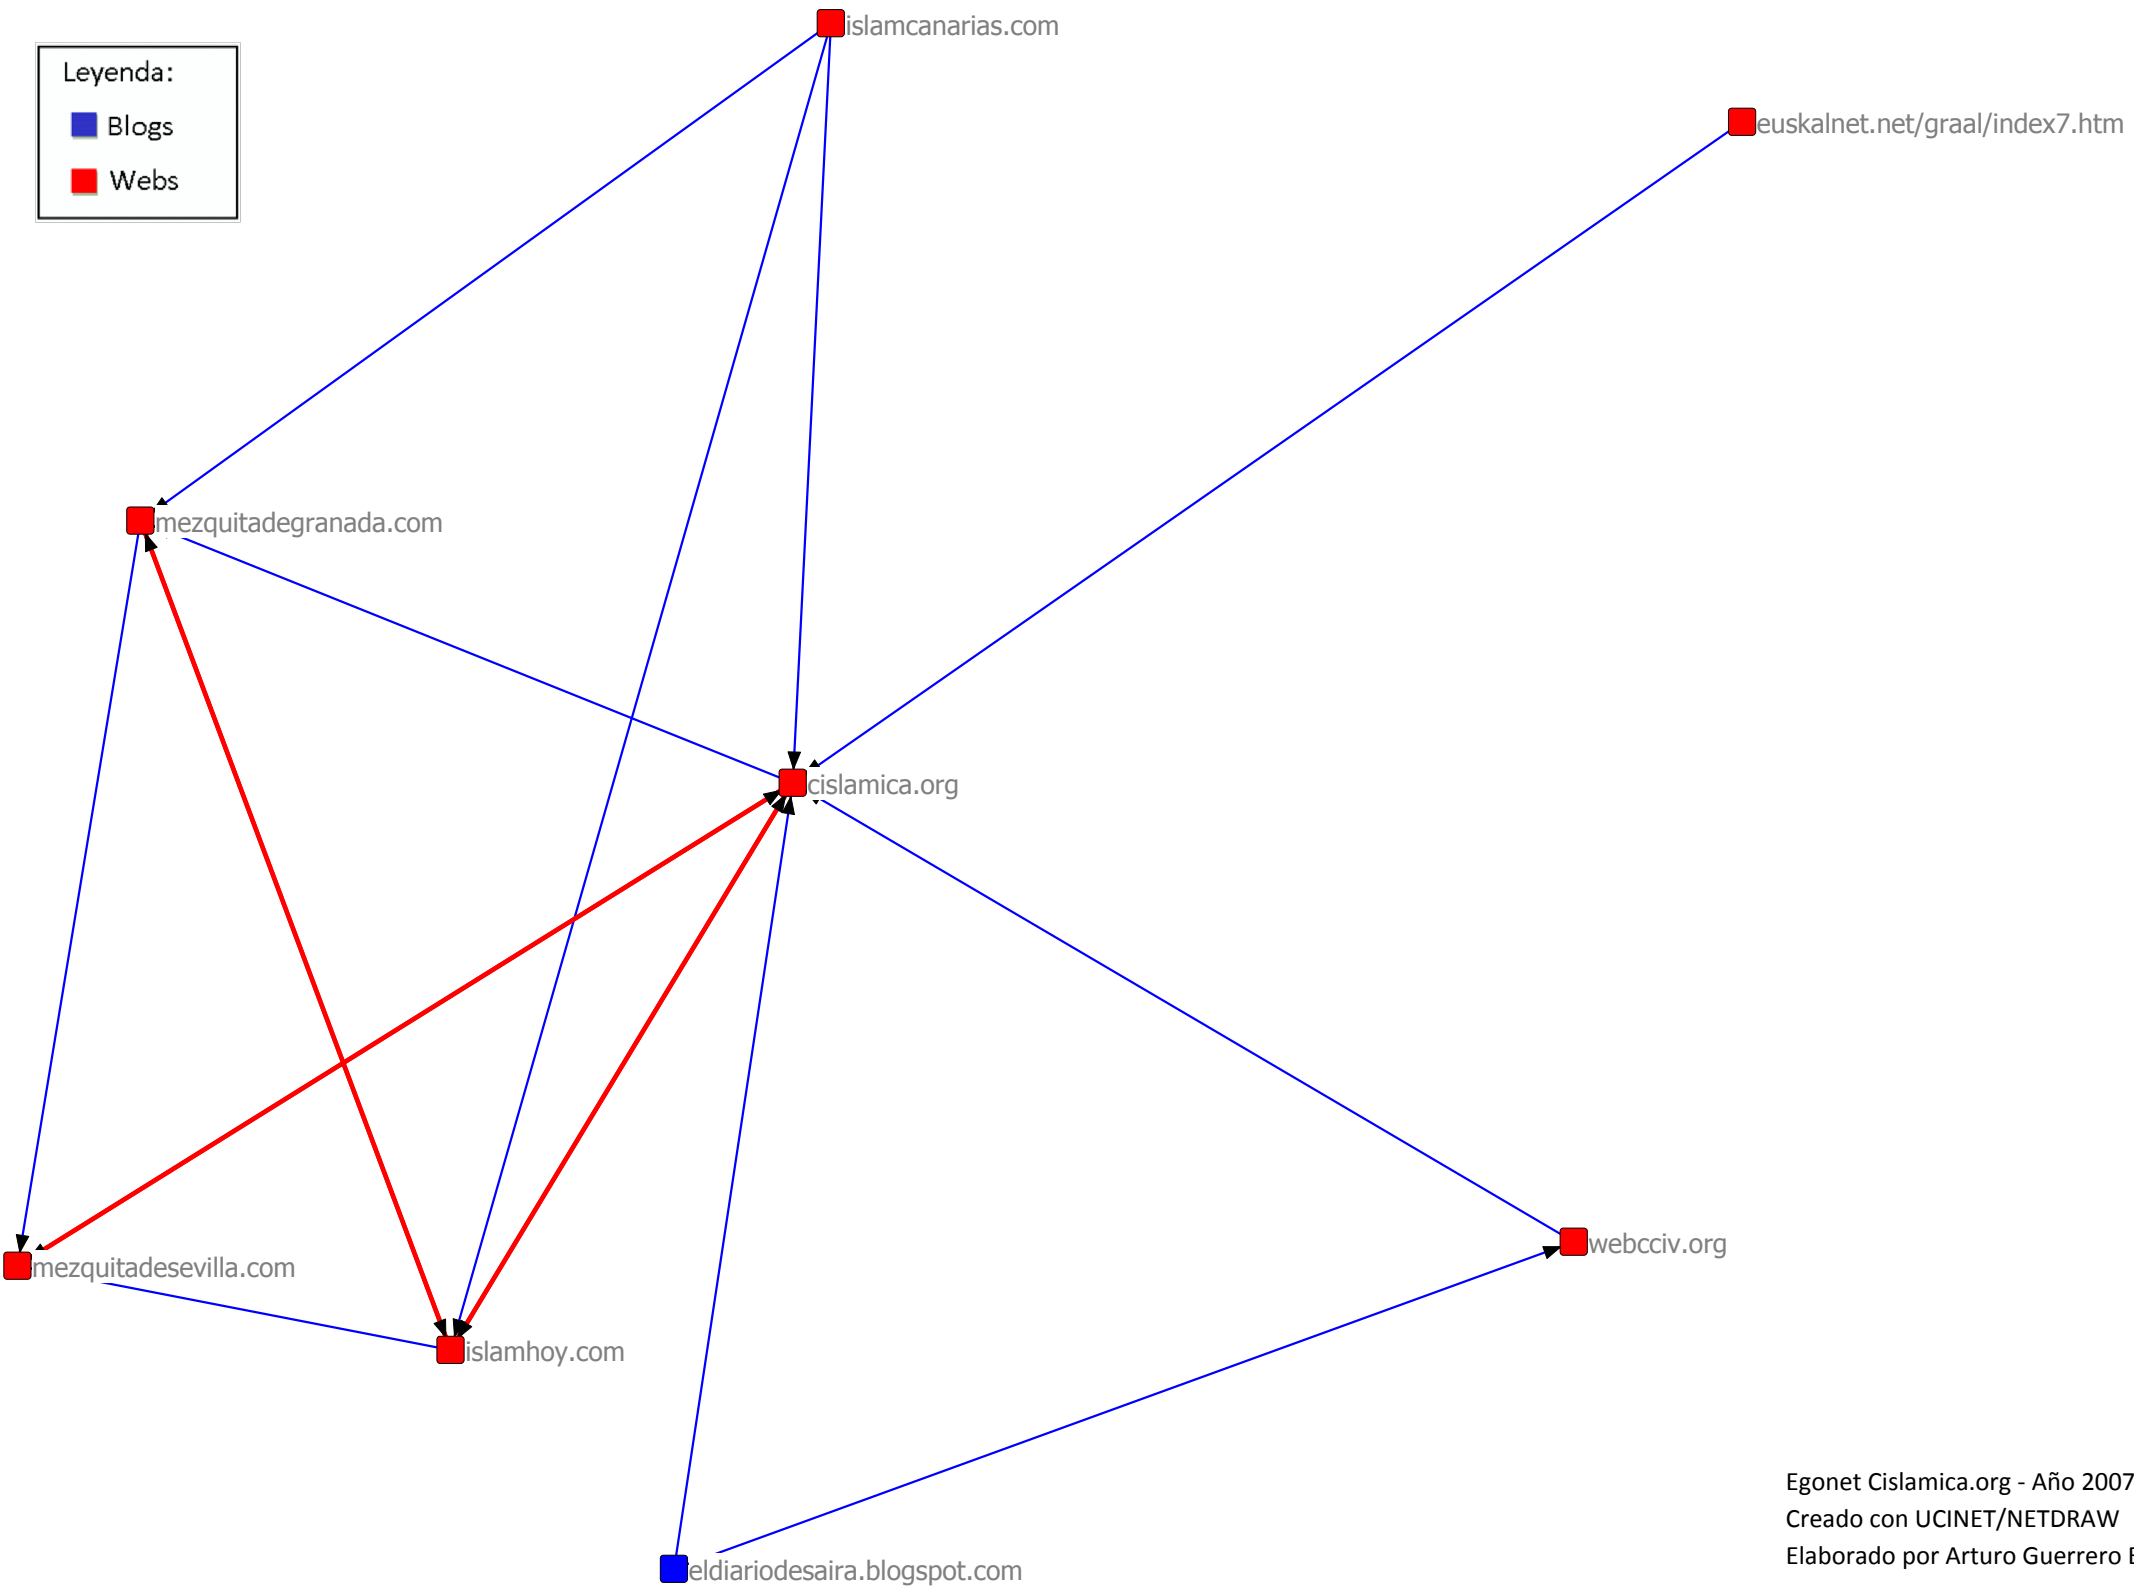 islamcanarias.com
Leyenda:
Blogs
Webs
euskalnet.net/graal/index7.htm
mezquitadegranada.com
cislamica.org
webcciv.org
mezquitadesevilla.com
islamhoy.com
Egonet Cislamica.org - Año 2007
Creado con UCINET/NETDRAW
Elaborado por Arturo Guerrero
eldiariodesaira.blogspot.com